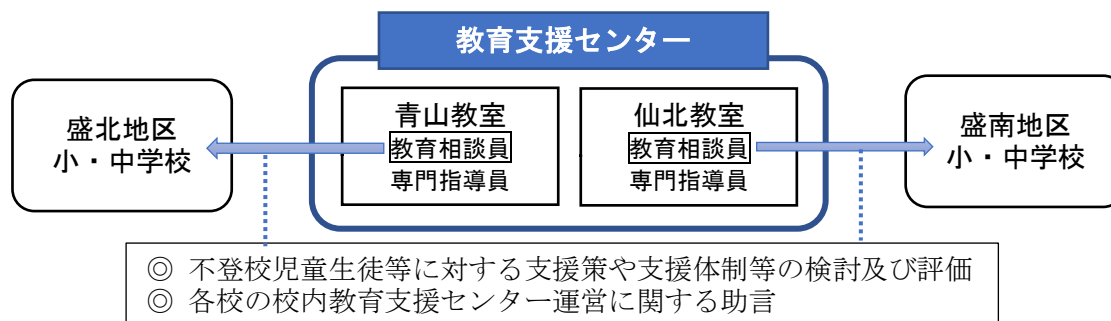 教育支援センター
盛北地区
小・中学校
青山教室
教育相談員
専門指導員
仙北教室
教育相談員
専門指導員
盛南地区
小・中学校
◎ 不登校児童生徒等に対する支援策や支援体制等の検討及び評価
◎ 各校の校内教育支援センター運営に関する助言